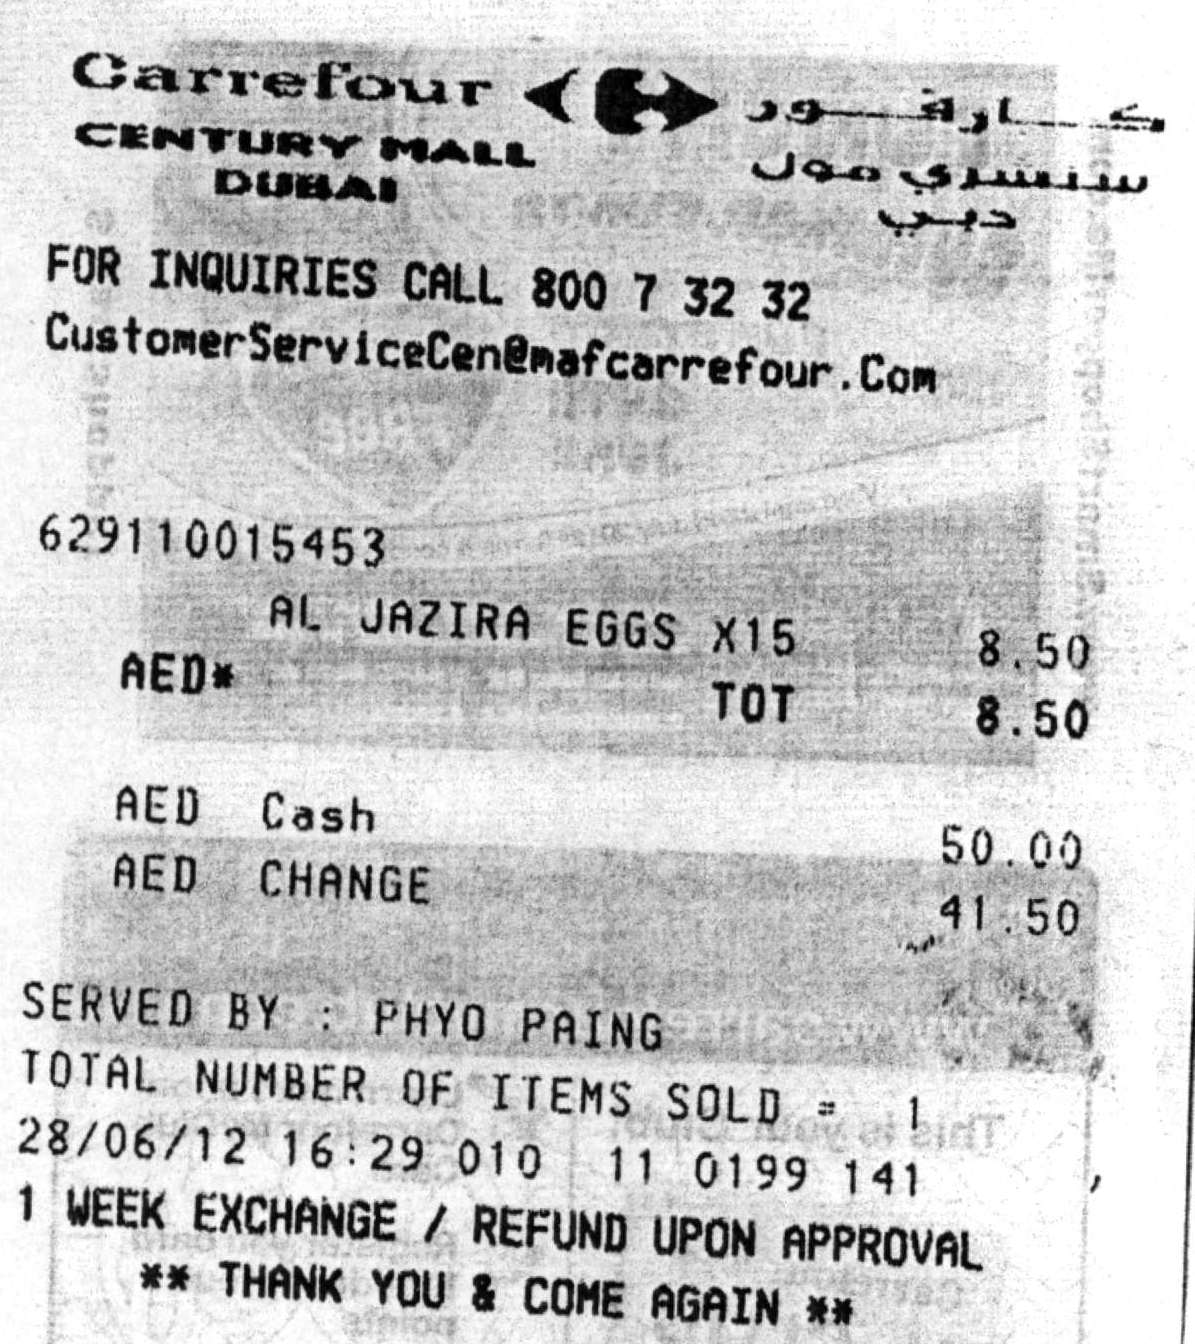 Carrefour كارفور
CENTURY MALL سنشري مول
DUBAI دبي
FOR INQUIRIES CALL 800 7 32 32
CustomerServiceCen@mafcarrefour.Com
629110015453
AL JAZIRA EGGS X15 8.50
AED* TOT 8.50
AED Cash 50.00
AED CHANGE 41.50
SERVED BY : PHYO PAING
TOTAL NUMBER OF ITEMS SOLD = 1
28/06/12 16:29 010 11 0199 141
1 WEEK EXCHANGE / REFUND UPON APPROVAL
** THANK YOU & COME AGAIN **